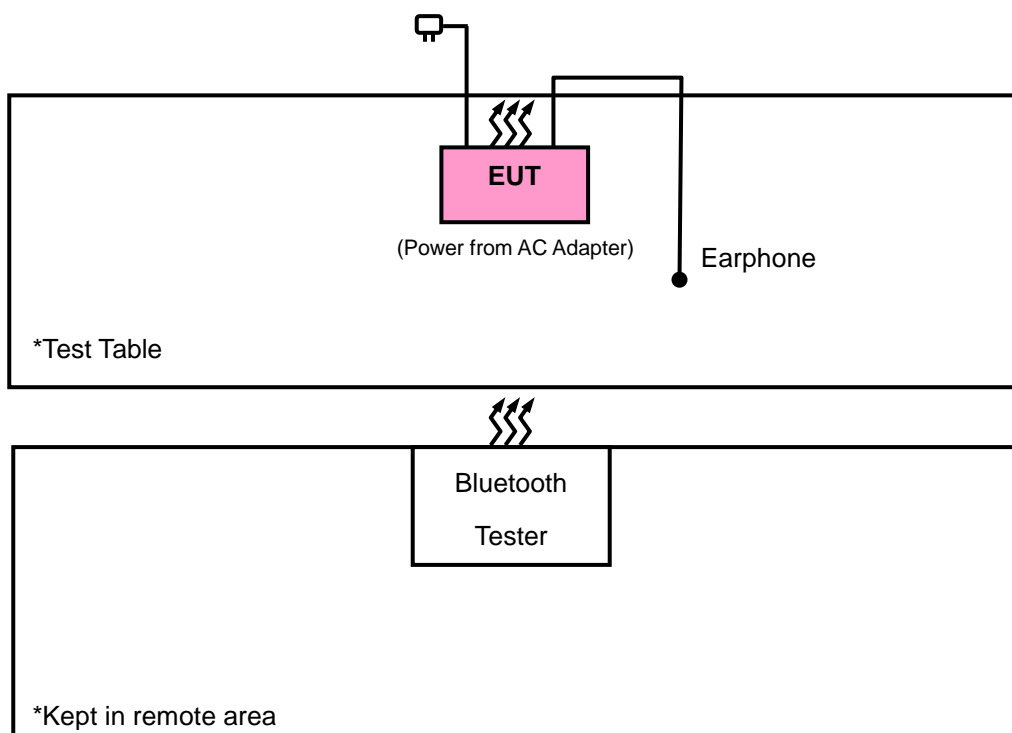 EUT
(Power from AC Adapter)
Earphone
*Test Table
Bluetooth
Tester
*Kept in remote area